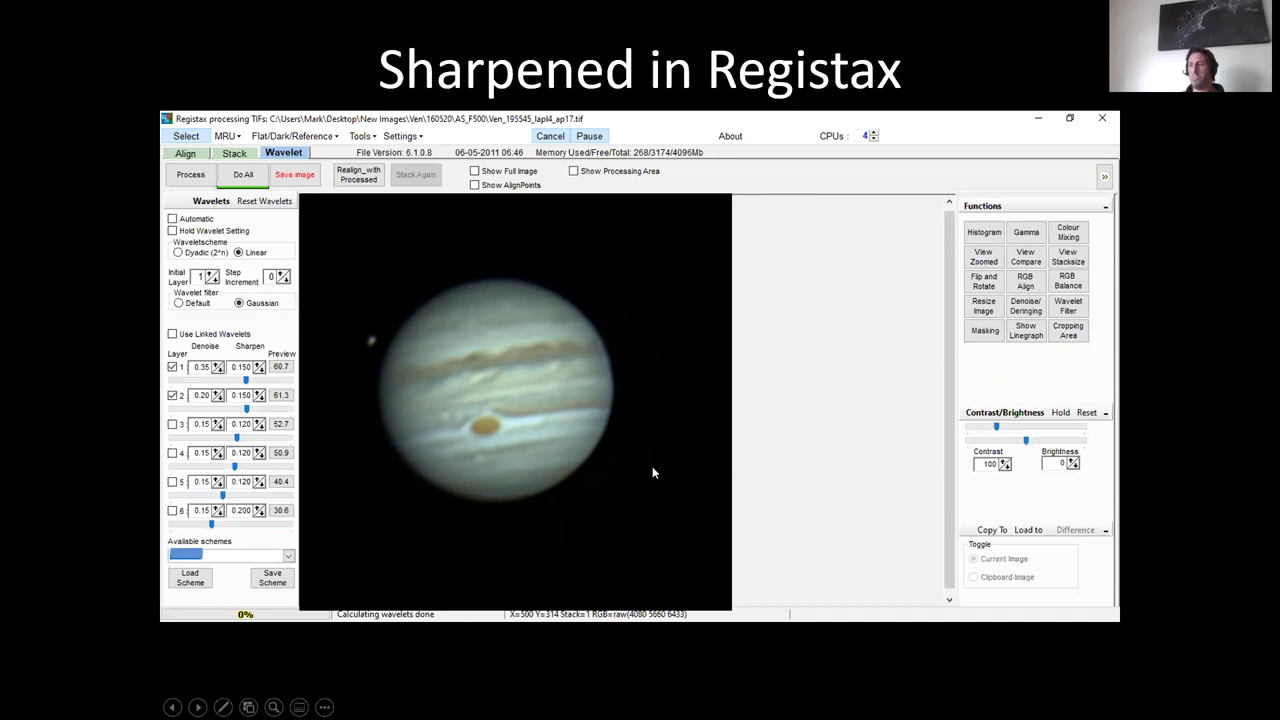 Sharpened in Registax
Registax processing TIFs: C:\Users\Mark\Desktop\New Images\Ven\160520\AS_F500\Ven_195545_lapl4_ap17.tif
Select MRU Flat/Dark/Reference Tools Settings Cancel Pause About CPUs : 4
Align Stack Wavelet File Version: 6.1.0.8 06-05-2011 06:46 Memory Used/Free/Total: 268/3174/4096Mb
Process Do All Save image Realign_with Processed Stack Again Show Full Image Show Processing Area
Show AlignPoints
Wavelets Reset Wavelets
Automatic
Hold Wavelet Setting
Waveletscheme
Dyadic (2^n) Linear
Initial Layer 1 Step Increment 0
Wavelet filter
Default Gaussian
Use Linked Wavelets
Denoise Sharpen
Layer Preview
1 0.35 0.150 60.7
2 0.20 0.150 61.3
3 0.15 0.120 52.7
4 0.15 0.120 50.9
5 0.15 0.120 40.4
6 0.15 0.200 30.6
Available schemes
Load Scheme Save Scheme
Functions
Histogram Gamma Colour Mixing
View Zoomed View Compare View Stacksize
Flip and Rotate RGB Align RGB Balance
Resize Image Denoise/ Deringing Wavelet Filter
Masking Show Linegraph Cropping Area
Contrast/Brightness Hold Reset
Contrast Brightness
100 0
Copy To Load to Difference
Toggle
Current Image
Clipboard Image
0% Calculating wavelets done X=500 Y=314 Stack=1 RGB=raw(4080 5660 6433)